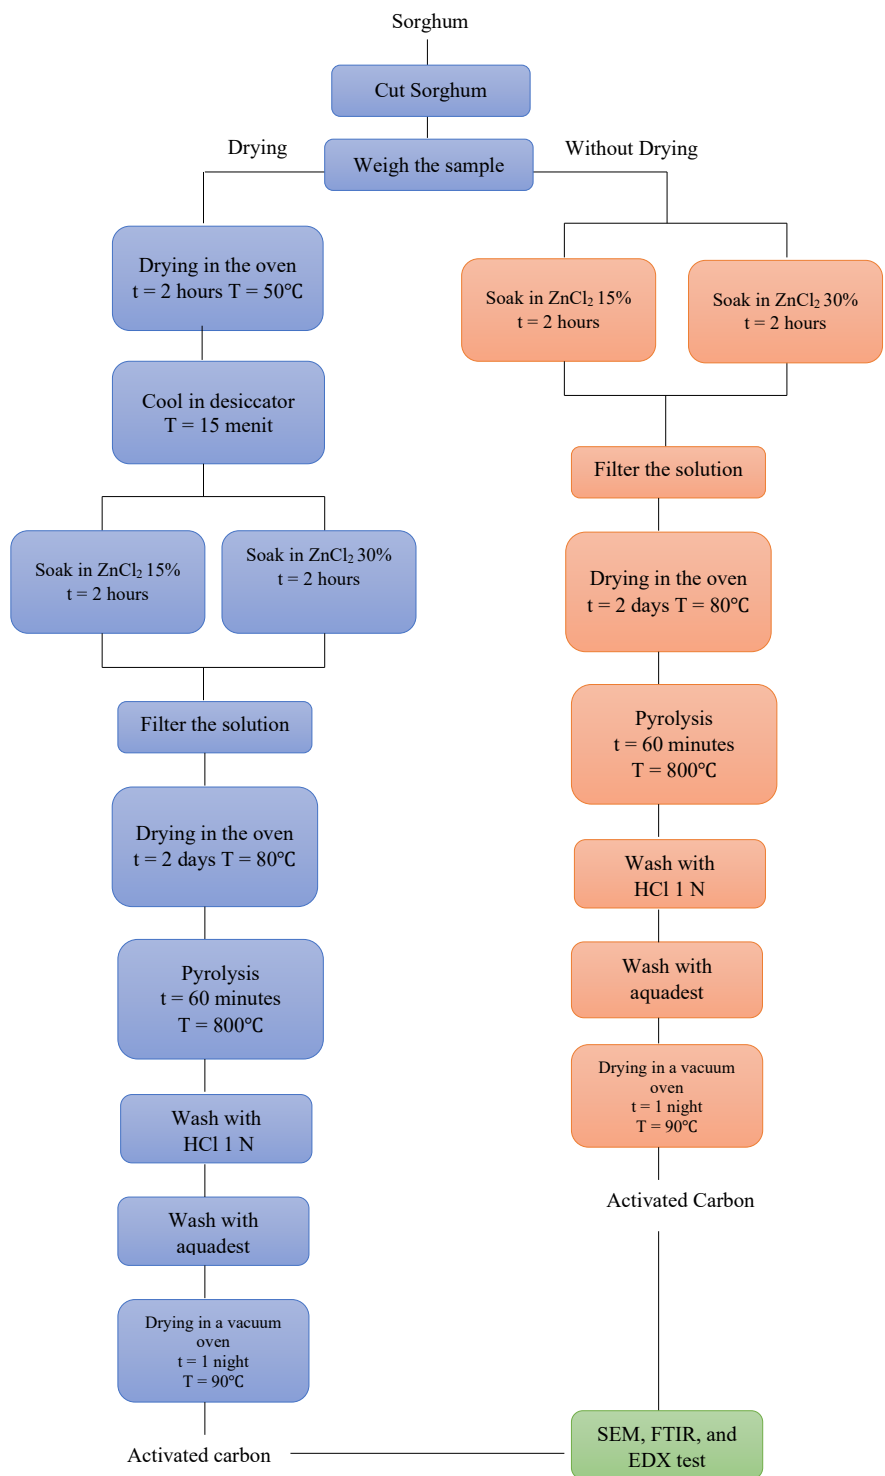 Sorghum
Cut Sorghum
Weigh the sample
Drying
Without Drying
Drying in the oven
t = 2 hours T = 50℃
Cool in desiccator
T = 15 menit
Soak in ZnCl₂ 15%
t = 2 hours
Soak in ZnCl₂ 30%
t = 2 hours
Filter the solution
Drying in the oven
t = 2 days T = 80℃
Pyrolysis
t = 60 minutes
T = 800℃
Wash with
HCl 1 N
Wash with
aquadest
Drying in a vacuum
oven
t = 1 night
T = 90℃
Activated carbon
Soak in ZnCl₂ 15%
t = 2 hours
Soak in ZnCl₂ 30%
t = 2 hours
Filter the solution
Drying in the oven
t = 2 days T = 80℃
Pyrolysis
t = 60 minutes
T = 800℃
Wash with
HCl 1 N
Wash with
aquadest
Drying in a vacuum
oven
t = 1 night
T = 90℃
Activated Carbon
SEM, FTIR, and
EDX test